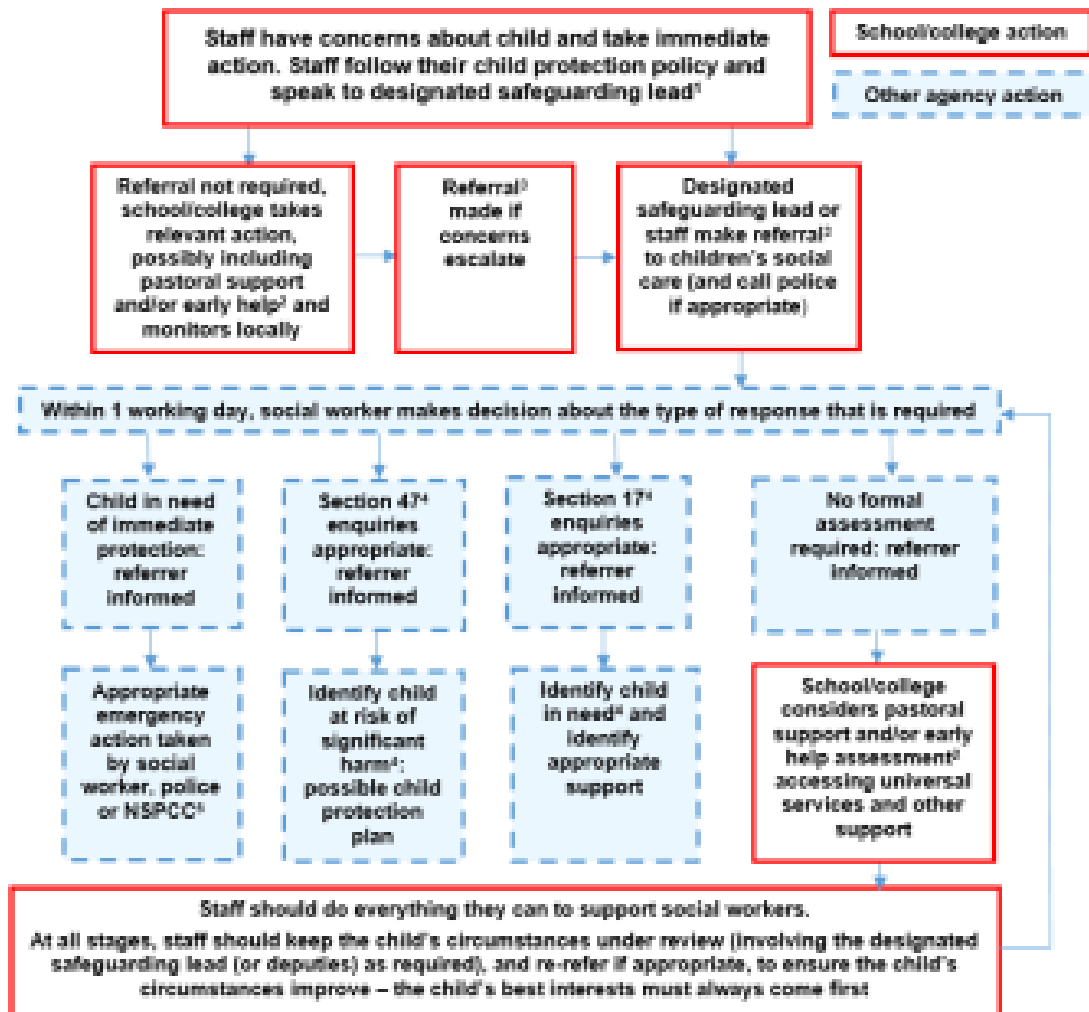 Staff have concerns about child and take immediate
action. Staff follow their child protection policy and
speak to designated safeguarding lead¹
School/college action
Other agency action
Referral not required,
school/college takes
relevant action,
possibly including
pastoral support
and/or early help² and
monitors locally
Referral³
made if
concerns
escalate
Designated
safeguarding lead or
staff make referral³
to children's social
care (and call police
if appropriate)
Within 1 working day, social worker makes decision about the type of response that is required
Child in need
of immediate
protection:
referrer
informed
Section 47⁴
enquiries
appropriate:
referrer
informed
Section 17⁴
enquiries
appropriate:
referrer
informed
No formal
assessment
required: referrer
informed
Appropriate
emergency
action taken
by social
worker, police
or NSPCC⁵
Identify child
at risk of
significant
harm⁴:
possible child
protection
plan
Identify child
in need⁴ and
identify
appropriate
support
School/college
considers pastoral
support and/or early
help assessment²
accessing universal
services and other
support
Staff should do everything they can to support social workers.
At all stages, staff should keep the child's circumstances under review (involving the designated
safeguarding lead (or deputies) as required), and re-refer if appropriate, to ensure the child's
circumstances improve – the child's best interests must always come first